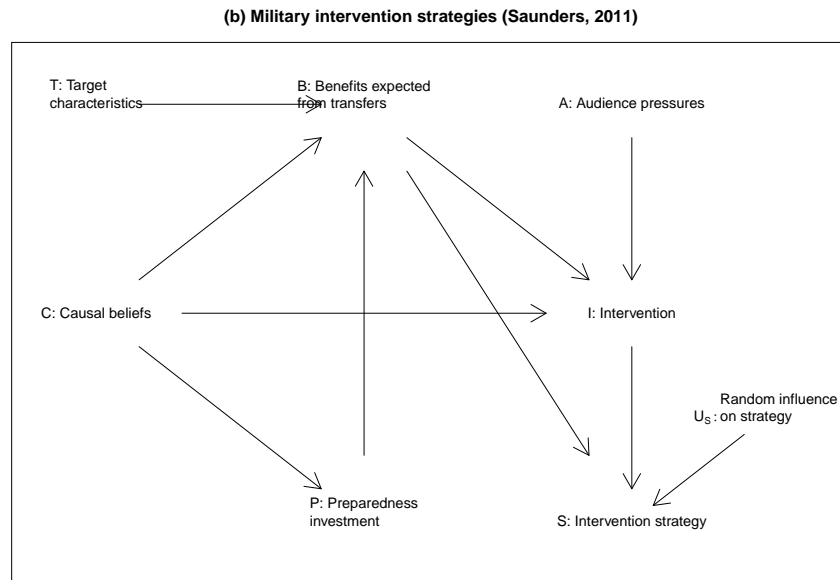 (b) Military intervention strategies (Saunders, 2011)
T: Target
characteristics
B: Benefits expected
from transfers
A: Audience pressures
C: Causal beliefs
I: Intervention
Random influence
U_S : on strategy
P: Preparedness
investment
S: Intervention strategy